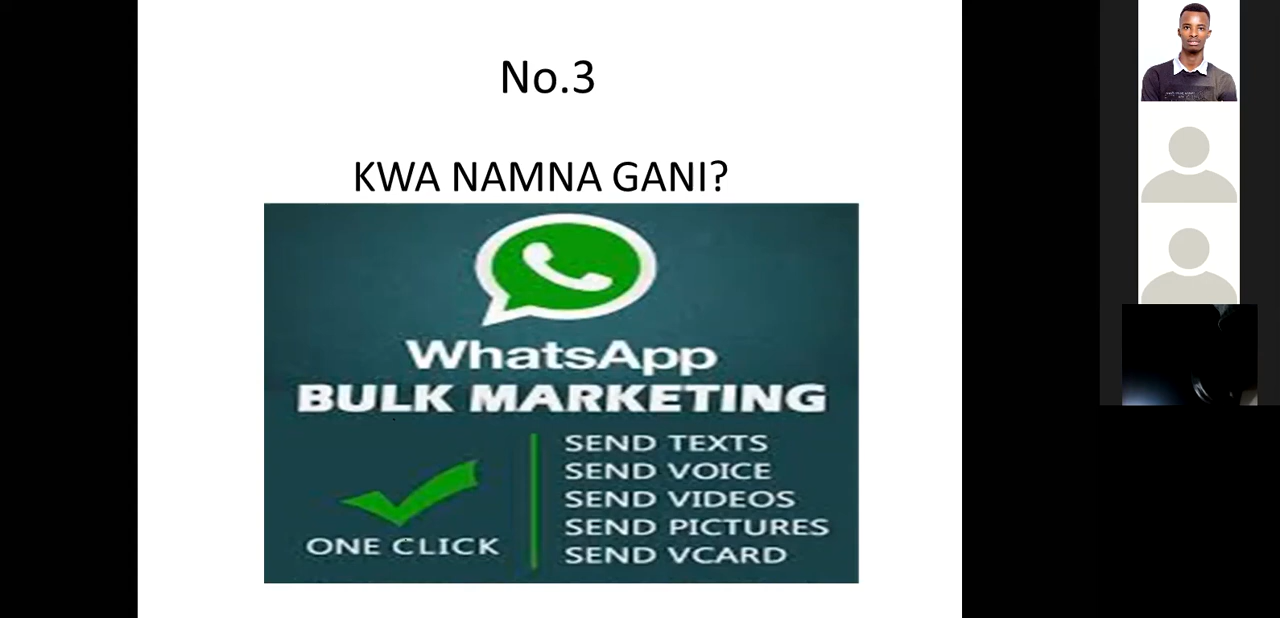 No.3
KWA NAMNA GANI?
WhatsApp
BULK MARKETING
SEND TEXTS
SEND VOICE
SEND VIDEOS
SEND PICTURES
SEND VCARD
ONE CLICK